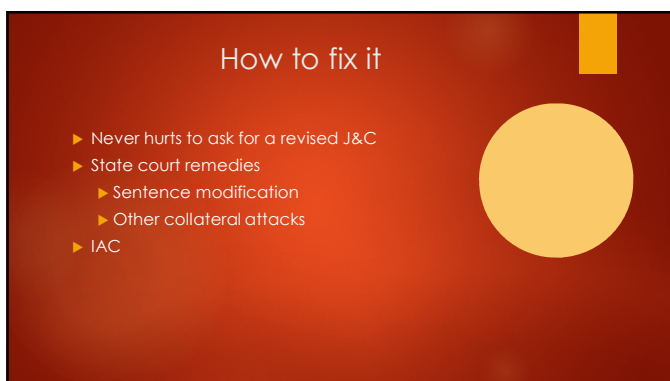 How to fix it
Never hurts to ask for a revised J&C
State court remedies
Sentence modification
Other collateral attacks
IAC